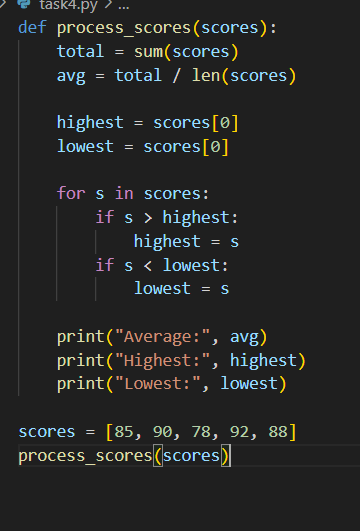 task4.py > ...
def process_scores(scores):
    total = sum(scores)
    avg = total / len(scores)

    highest = scores[0]
    lowest = scores[0]

    for s in scores:
        if s > highest:
            highest = s
        if s < lowest:
            lowest = s

    print("Average:", avg)
    print("Highest:", highest)
    print("Lowest:", lowest)

scores = [85, 90, 78, 92, 88]
process_scores(scores)